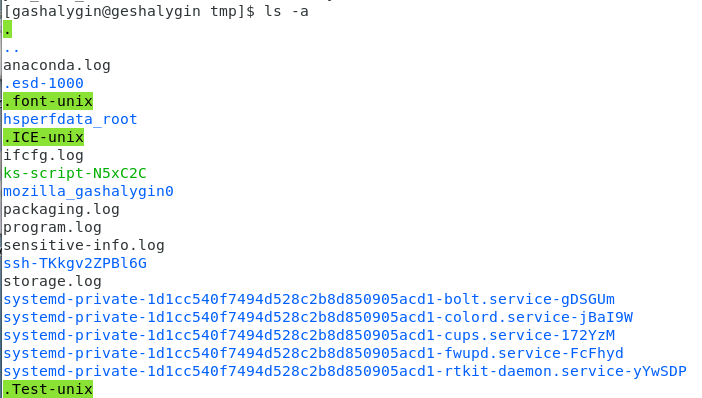 [gashalygin@geshalygin tmp]$ ls -a
.
..
anaconda.log
.esd-1000
.font-unix
hsperfdata_root
.ICE-unix
ifcfg.log
ks-script-N5xC2C
mozilla_gashalygin0
packaging.log
program.log
sensitive-info.log
ssh-TKkgv2ZPBl6G
storage.log
systemd-private-1d1cc540f7494d528c2b8d850905acd1-bolt.service-gDSGUm
systemd-private-1d1cc540f7494d528c2b8d850905acd1-colord.service-jBaI9W
systemd-private-1d1cc540f7494d528c2b8d850905acd1-cups.service-172YzM
systemd-private-1d1cc540f7494d528c2b8d850905acd1-fwupd.service-FcFhyd
systemd-private-1d1cc540f7494d528c2b8d850905acd1-rtkit-daemon.service-yYwSDP
.Test-unix